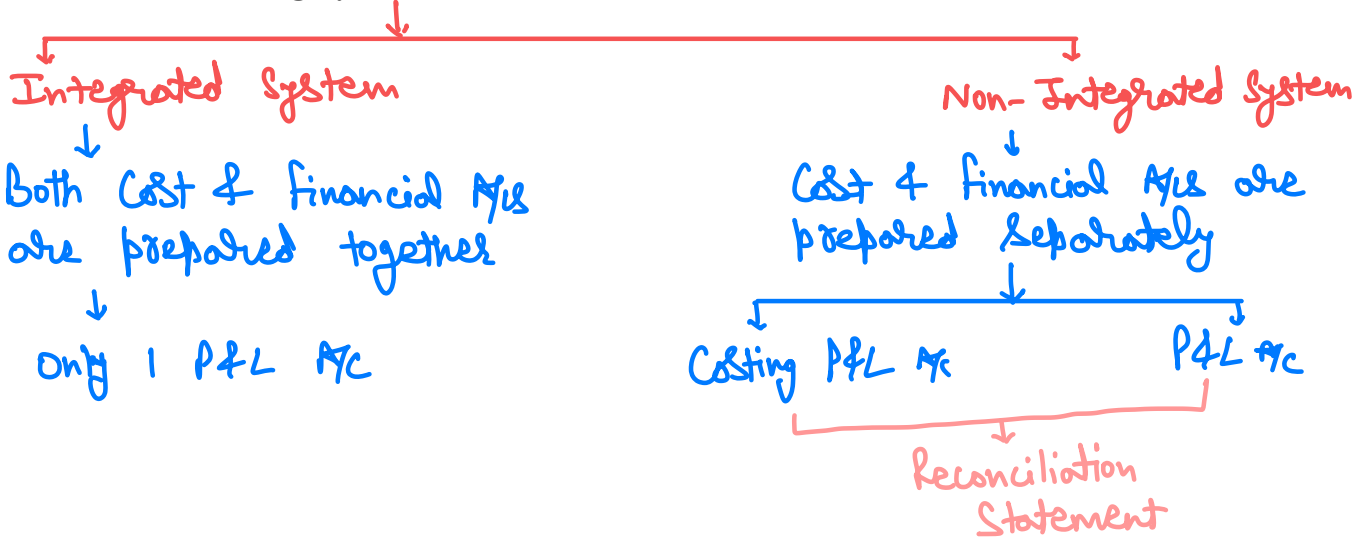 Integrated System
Non-Integrated System
Both Cost & financial A/cs
are prepared together
Only 1 P&L A/c
Cost & financial A/cs are
prepared separately
Costing P&L A/c
P&L A/c
Reconciliation
Statement